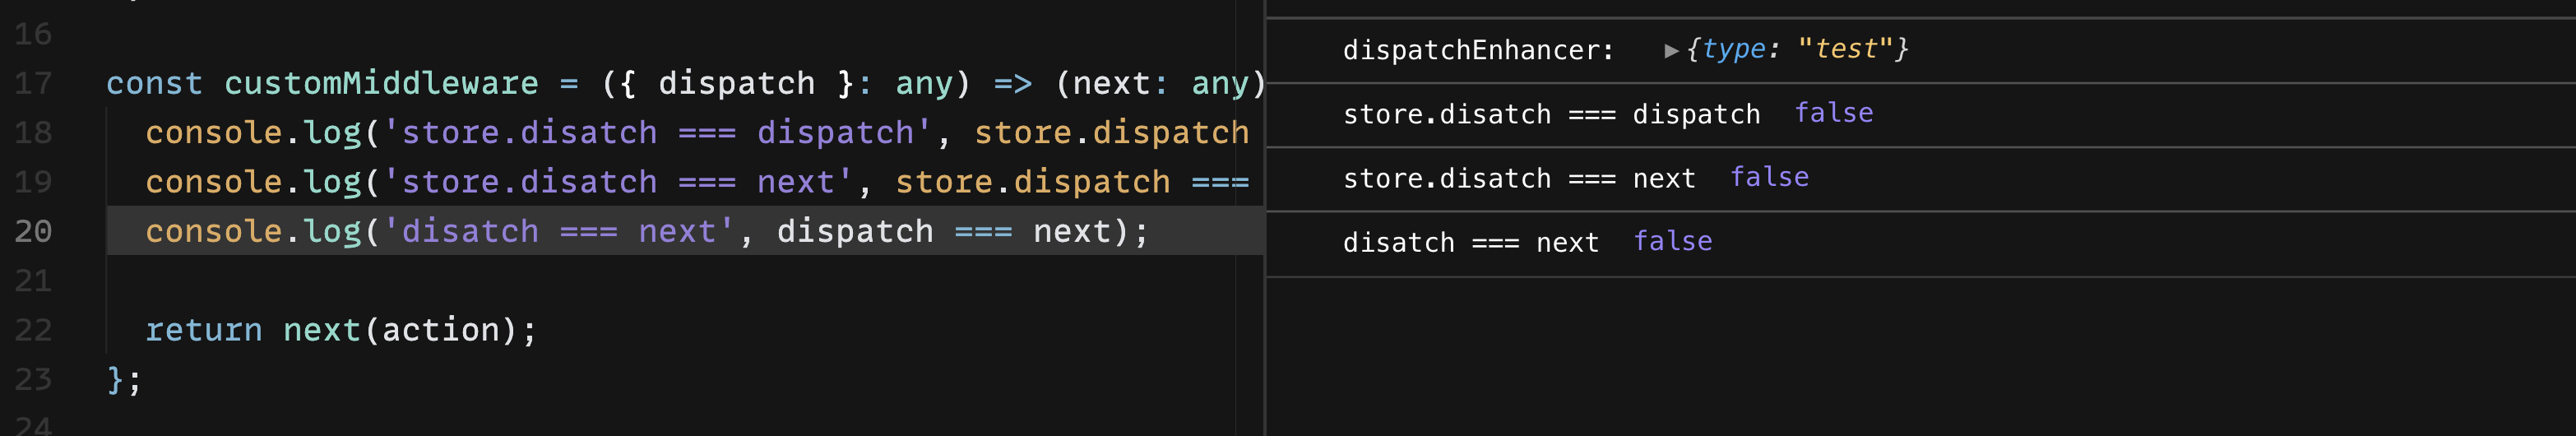 16
17 const customMiddleware = ({ dispatch }: any) => (next: any)
18 console.log('store.disatch === dispatch', store.dispatch
19 console.log('store.disatch === next', store.dispatch ===
20 console.log('disatch === next', dispatch === next);
21
22 return next(action);
23 };
24
dispatchEnhancer: ▶{type: "test"}
store.disatch === dispatch false
store.disatch === next false
disatch === next false